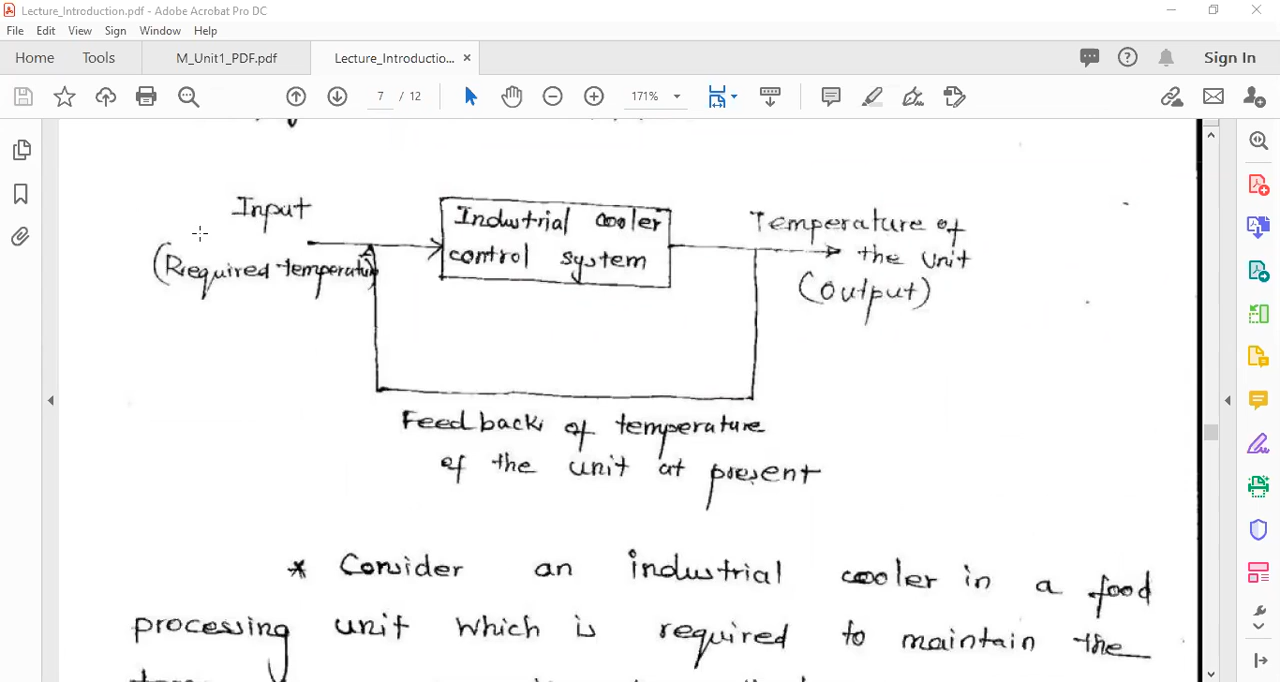 Lecture_Introduction.pdf - Adobe Acrobat Pro DC
File Edit View Sign Window Help
Home Tools M_Unit1_PDF.pdf Lecture_Introductio... × Sign In
7 / 12 171%
Input
(Required temperature)
Industrial cooler
control system
Temperature of
the unit
(output)
Feedback of temperature
of the unit at present
* Consider an industrial cooler in a food
processing unit which is required to maintain the